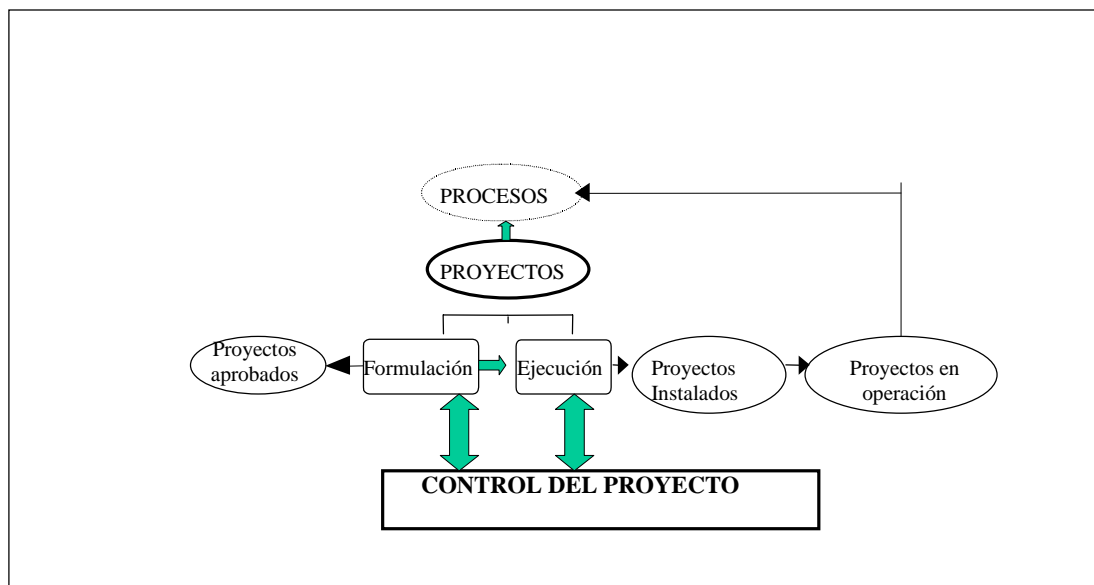 PROCESOS
PROYECTOS
Proyectos
aprobados
Formulación
Ejecución
Proyectos
Instalados
Proyectos en
operación
CONTROL DEL PROYECTO